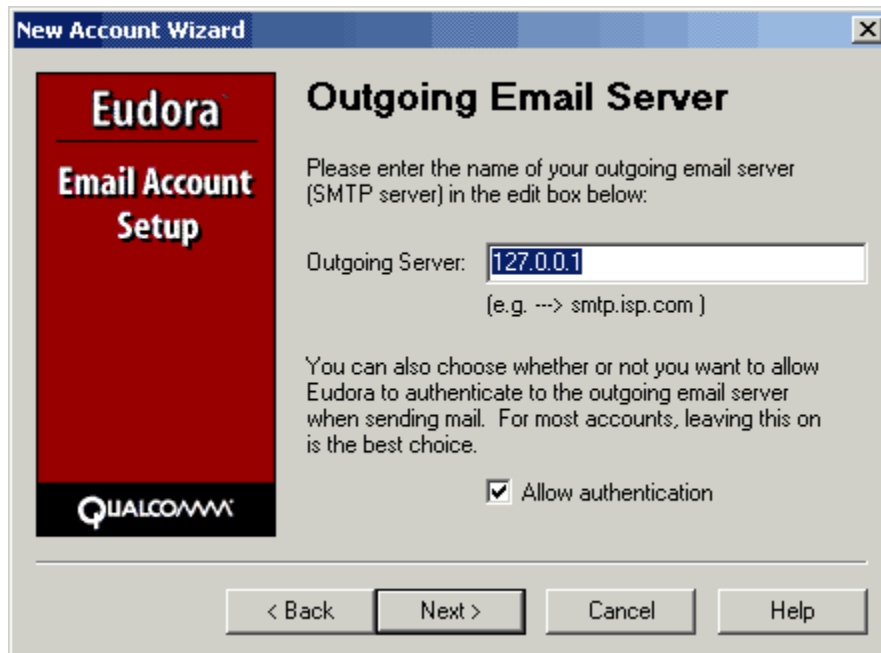 New Account Wizard
Eudora
Email Account
Setup
QUALCOMM
Outgoing Email Server
Please enter the name of your outgoing email server
(SMTP server) in the edit box below:
Outgoing Server: 127.0.0.1
(e.g. ---> smtp.isp.com )
You can also choose whether or not you want to allow
Eudora to authenticate to the outgoing email server
when sending mail.  For most accounts, leaving this on
is the best choice.
Allow authentication
< Back Next > Cancel Help